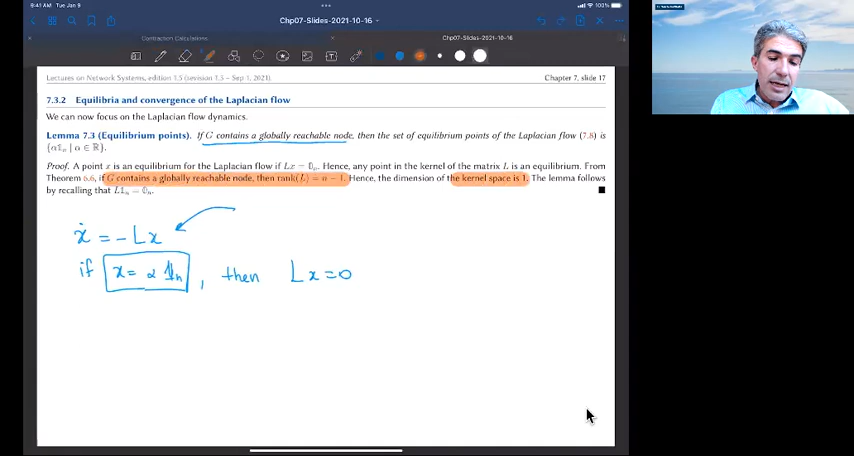 9:41 AM Tue Jan 9
100%
Chp07-Slides-2021-10-16
Contraction Calculations
Chp07-Slides-2021-10-16
Lectures on Network Systems, edition 1.5 (revision 1.5 – Sep 1, 2021).
Chapter 7, slide 17
7.3.2 Equilibria and convergence of the Laplacian flow
We can now focus on the Laplacian flow dynamics.
Lemma 7.3 (Equilibrium points). If G contains a globally reachable node, then the set of equilibrium points of the Laplacian flow (7.8) is
{α𝟙ₙ | α ∈ ℝ}.
Proof. A point x is an equilibrium for the Laplacian flow if Lx = 𝟘ₙ. Hence, any point in the kernel of the matrix L is an equilibrium. From
Theorem 6.6, if G contains a globally reachable node, then rank(L) = n − 1. Hence, the dimension of the kernel space is 1. The lemma follows
by recalling that L𝟙ₙ = 𝟘ₙ. ■
ẋ = −Lx
if x = α 𝟙ₙ , then Lx = 0